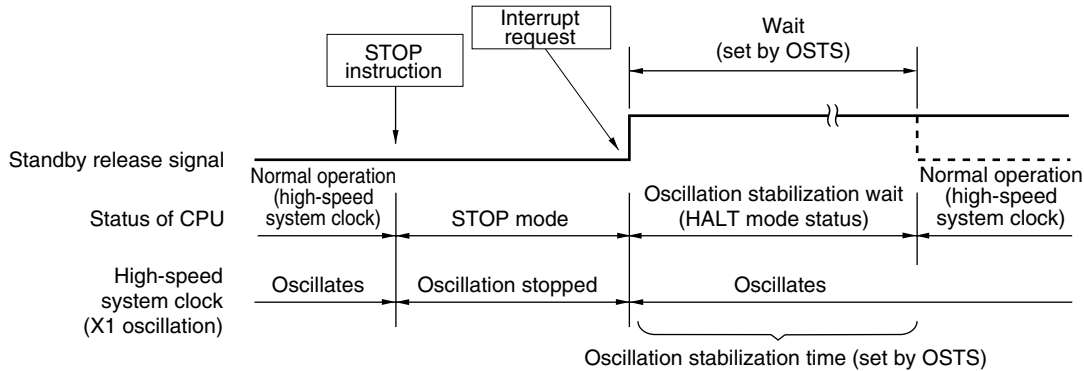 Interrupt
request
Wait
(set by OSTS)
STOP
instruction
Standby release signal
Normal operation
(high-speed
system clock)
Oscillation stabilization wait
(HALT mode status)
Normal operation
(high-speed
system clock)
Status of CPU
STOP mode
High-speed
system clock
(X1 oscillation)
Oscillates
Oscillation stopped
Oscillates
Oscillation stabilization time (set by OSTS)